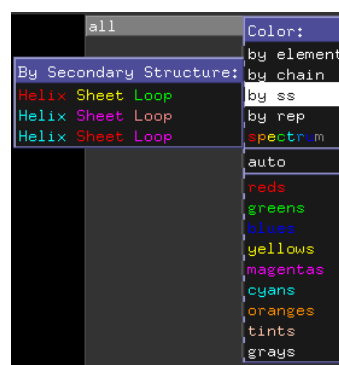 all
Color:
by element
By Secondary Structure:
by chain
Helix Sheet Loop
by ss
Helix Sheet Loop
by rep
Helix Sheet Loop
spectrum
auto
reds
greens
blues
yellows
magentas
cyans
oranges
tints
grays